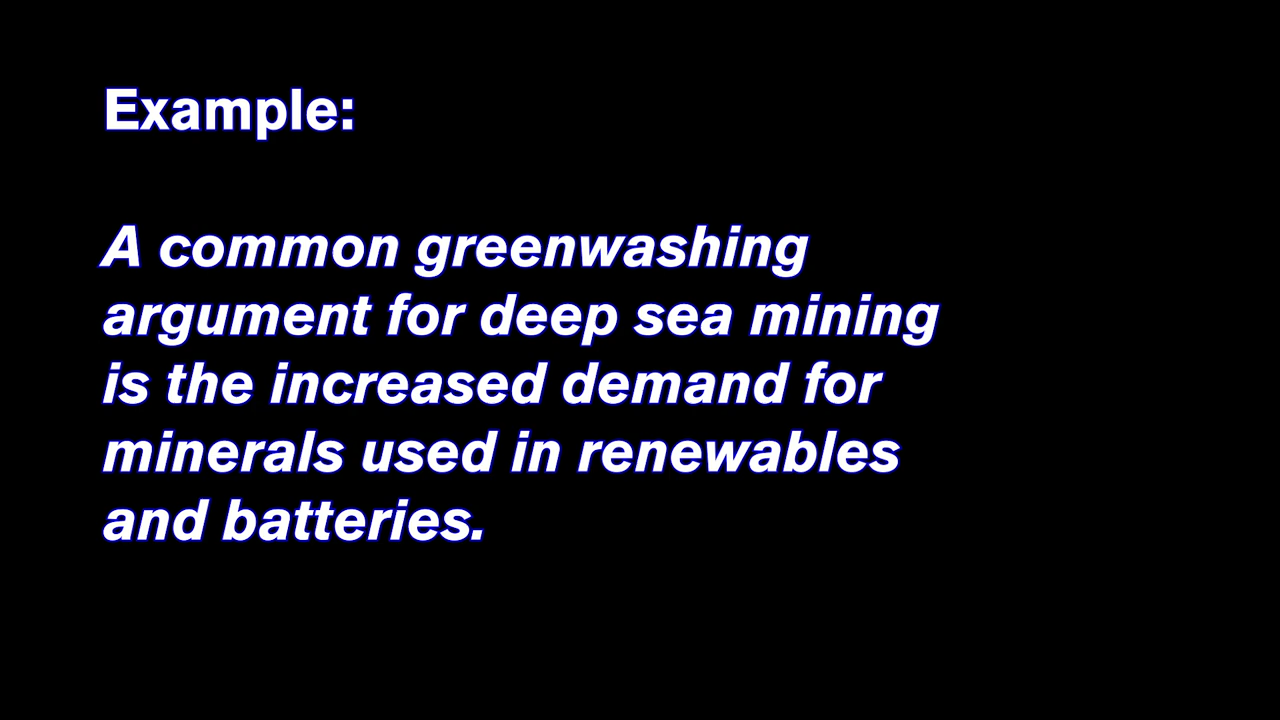 Example:
A common greenwashing
argument for deep sea mining
is the increased demand for
minerals used in renewables
and batteries.